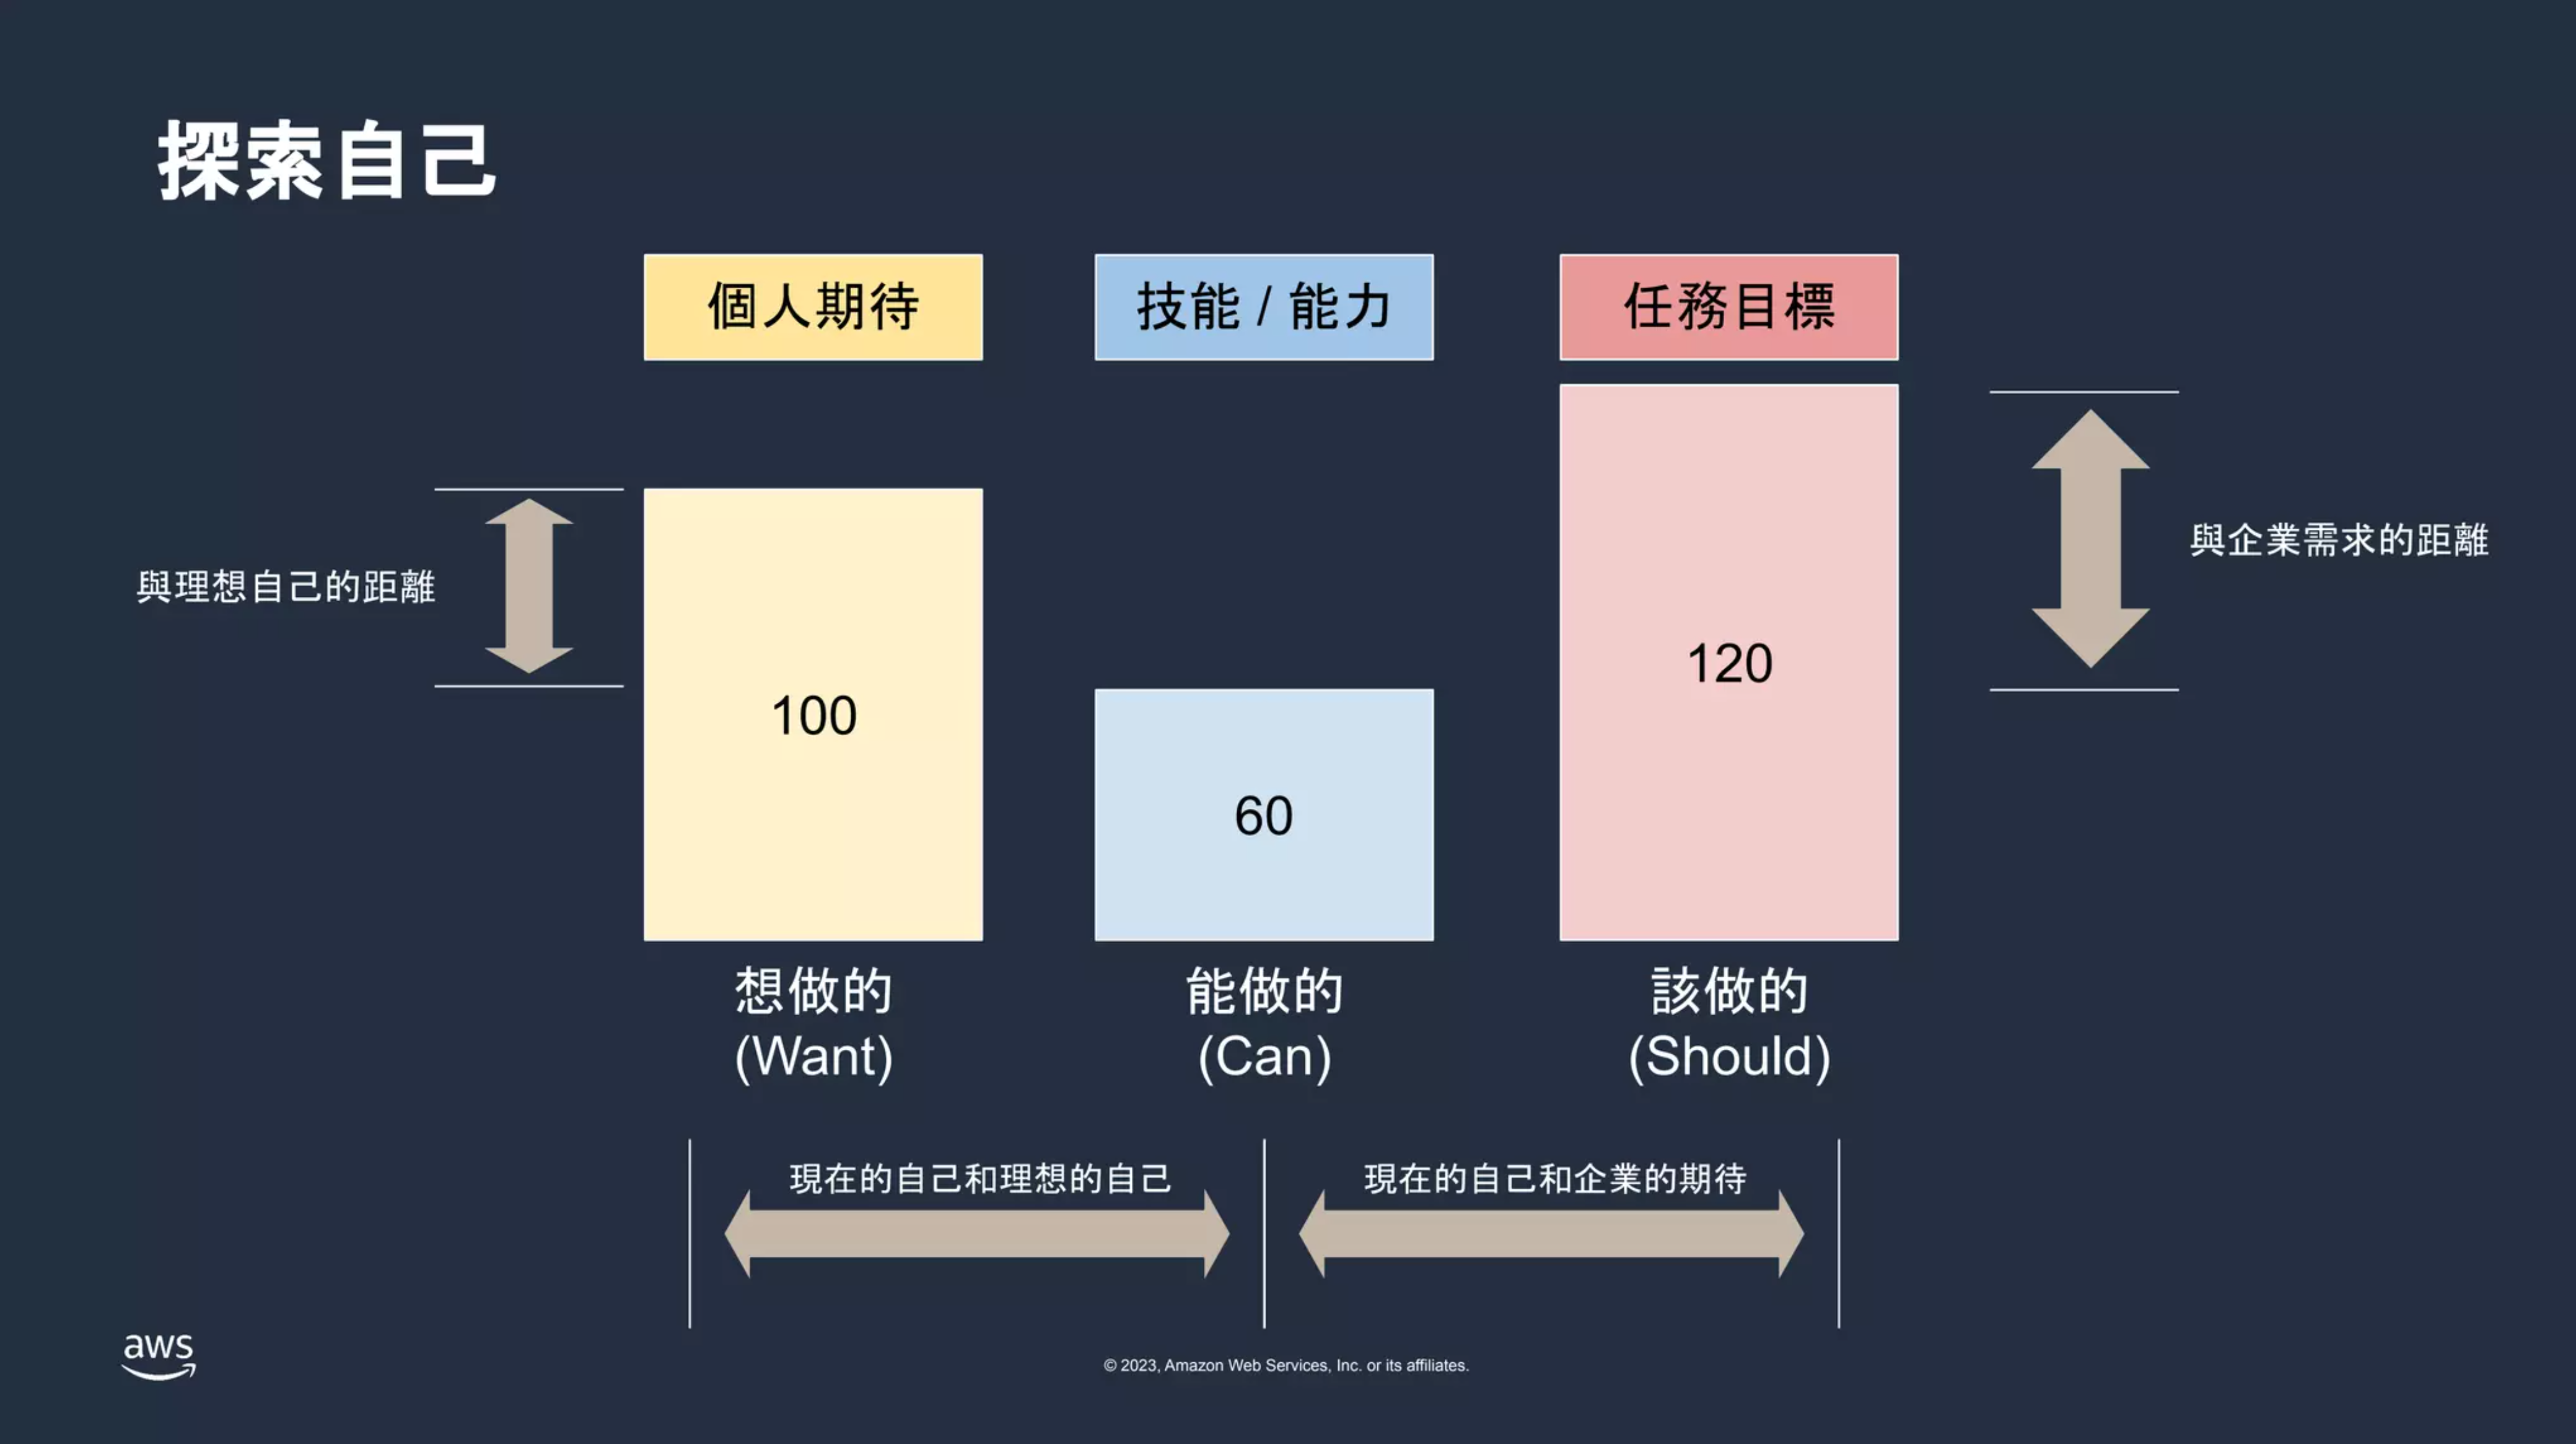 探索自己
個人期待
技能 / 能力
任務目標
與理想自己的距離
與企業需求的距離
100
60
120
想做的
(Want)
能做的
(Can)
該做的
(Should)
現在的自己和理想的自己
現在的自己和企業的期待
aws
© 2023, Amazon Web Services, Inc. or its affiliates.